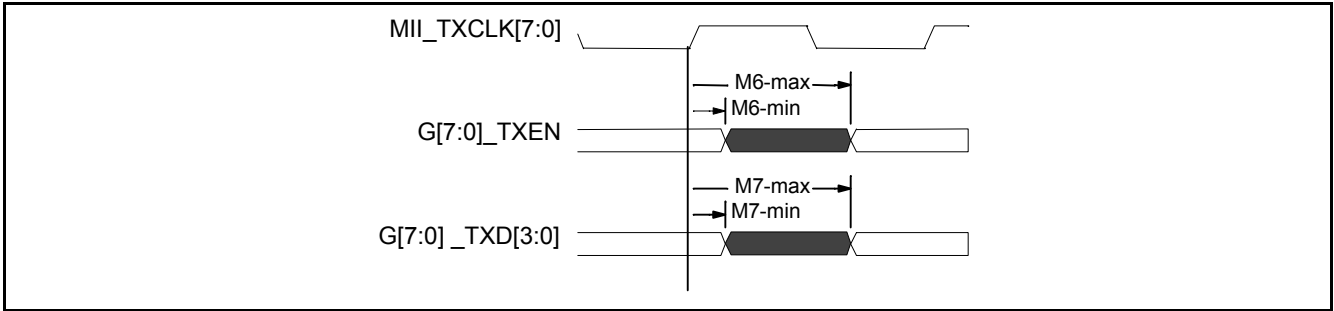 MII_TXCLK[7:0]
M6-max
M6-min
G[7:0]_TXEN
M7-max
M7-min
G[7:0] _TXD[3:0]